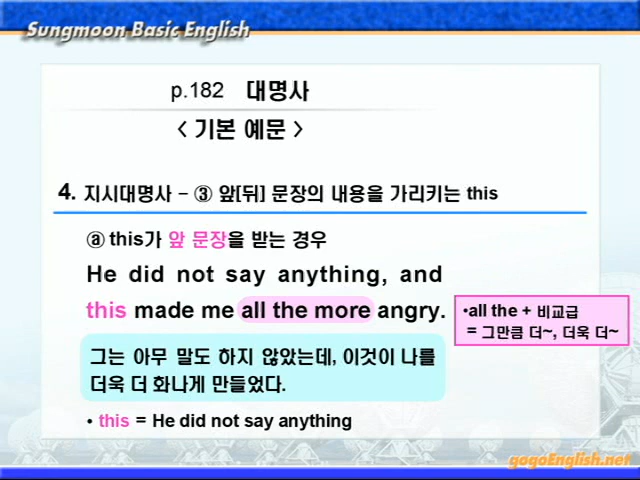 Sungmoon Basic English
p.182 대명사
< 기본 예문 >
4. 지시대명사 – ③ 앞[뒤] 문장의 내용을 가리키는 this
ⓐ this가 앞 문장을 받는 경우
He did not say anything, and
this made me all the more angry.
•all the + 비교급
= 그만큼 더~, 더욱 더~
그는 아무 말도 하지 않았는데, 이것이 나를
더욱 더 화나게 만들었다.
• this = He did not say anything
gogoEnglish.net